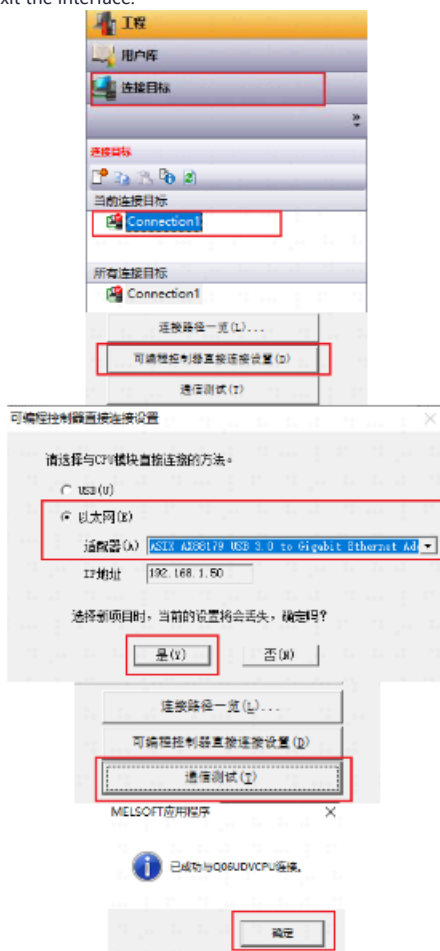 xit the interface.
工程
用户库
连接目标
连接目标
当前连接目标
Connection1
所有连接目标
Connection1
连接路径一览(L)...
可编程控制器直接连接设置(D)
通信测试(T)
可编程控制器直接连接设置
请选择与CPU模块直接连接的方法。
USB(U)
以太网(E)
适配器(A) ASIX AX88179 USB 3.0 to Gigabit Ethernet Ad
IP地址 192.168.1.50
选择新项目时，当前的设置将会丢失，确定吗？
是(Y) 否(N)
连接路径一览(L)...
可编程控制器直接连接设置(D)
通信测试(T)
MELSOFT应用程序
已成功与Q06UDVCPU连接。
确定